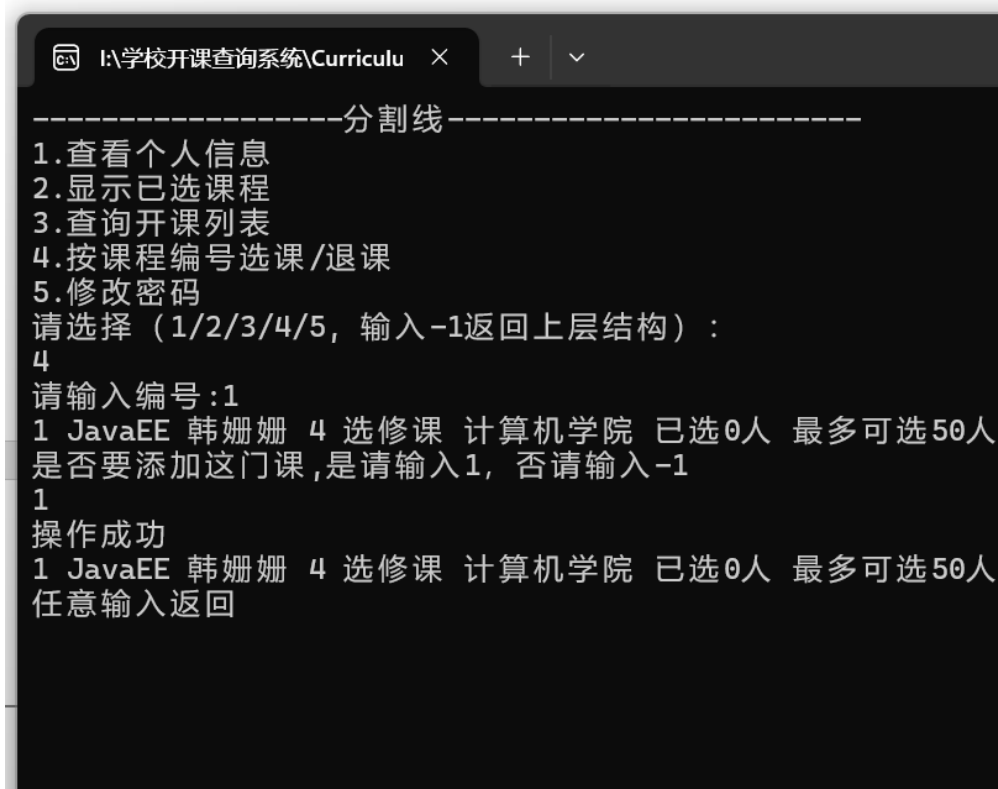 I:\学校开课查询系统\Curriculu
------------------分割线------------------------
1.查看个人信息
2.显示已选课程
3.查询开课列表
4.按课程编号选课/退课
5.修改密码
请选择（1/2/3/4/5, 输入-1返回上层结构）:
4
请输入编号:1
1 JavaEE 韩姗姗 4 选修课 计算机学院 已选0人 最多可选50人
是否要添加这门课,是请输入1, 否请输入-1
1
操作成功
1 JavaEE 韩姗姗 4 选修课 计算机学院 已选0人 最多可选50人
任意输入返回